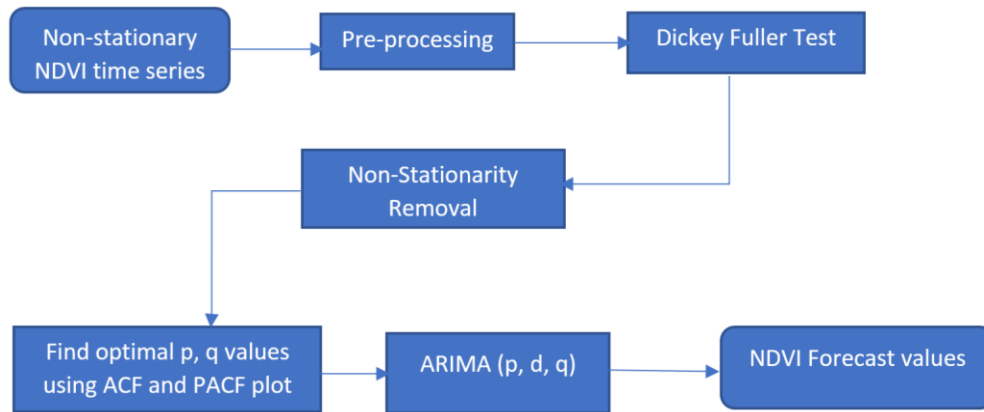 Non-stationary
NDVI time series
Pre-processing
Dickey Fuller Test
Non-Stationarity
Removal
Find optimal p, q values
using ACF and PACF plot
ARIMA (p, d, q)
NDVI Forecast values